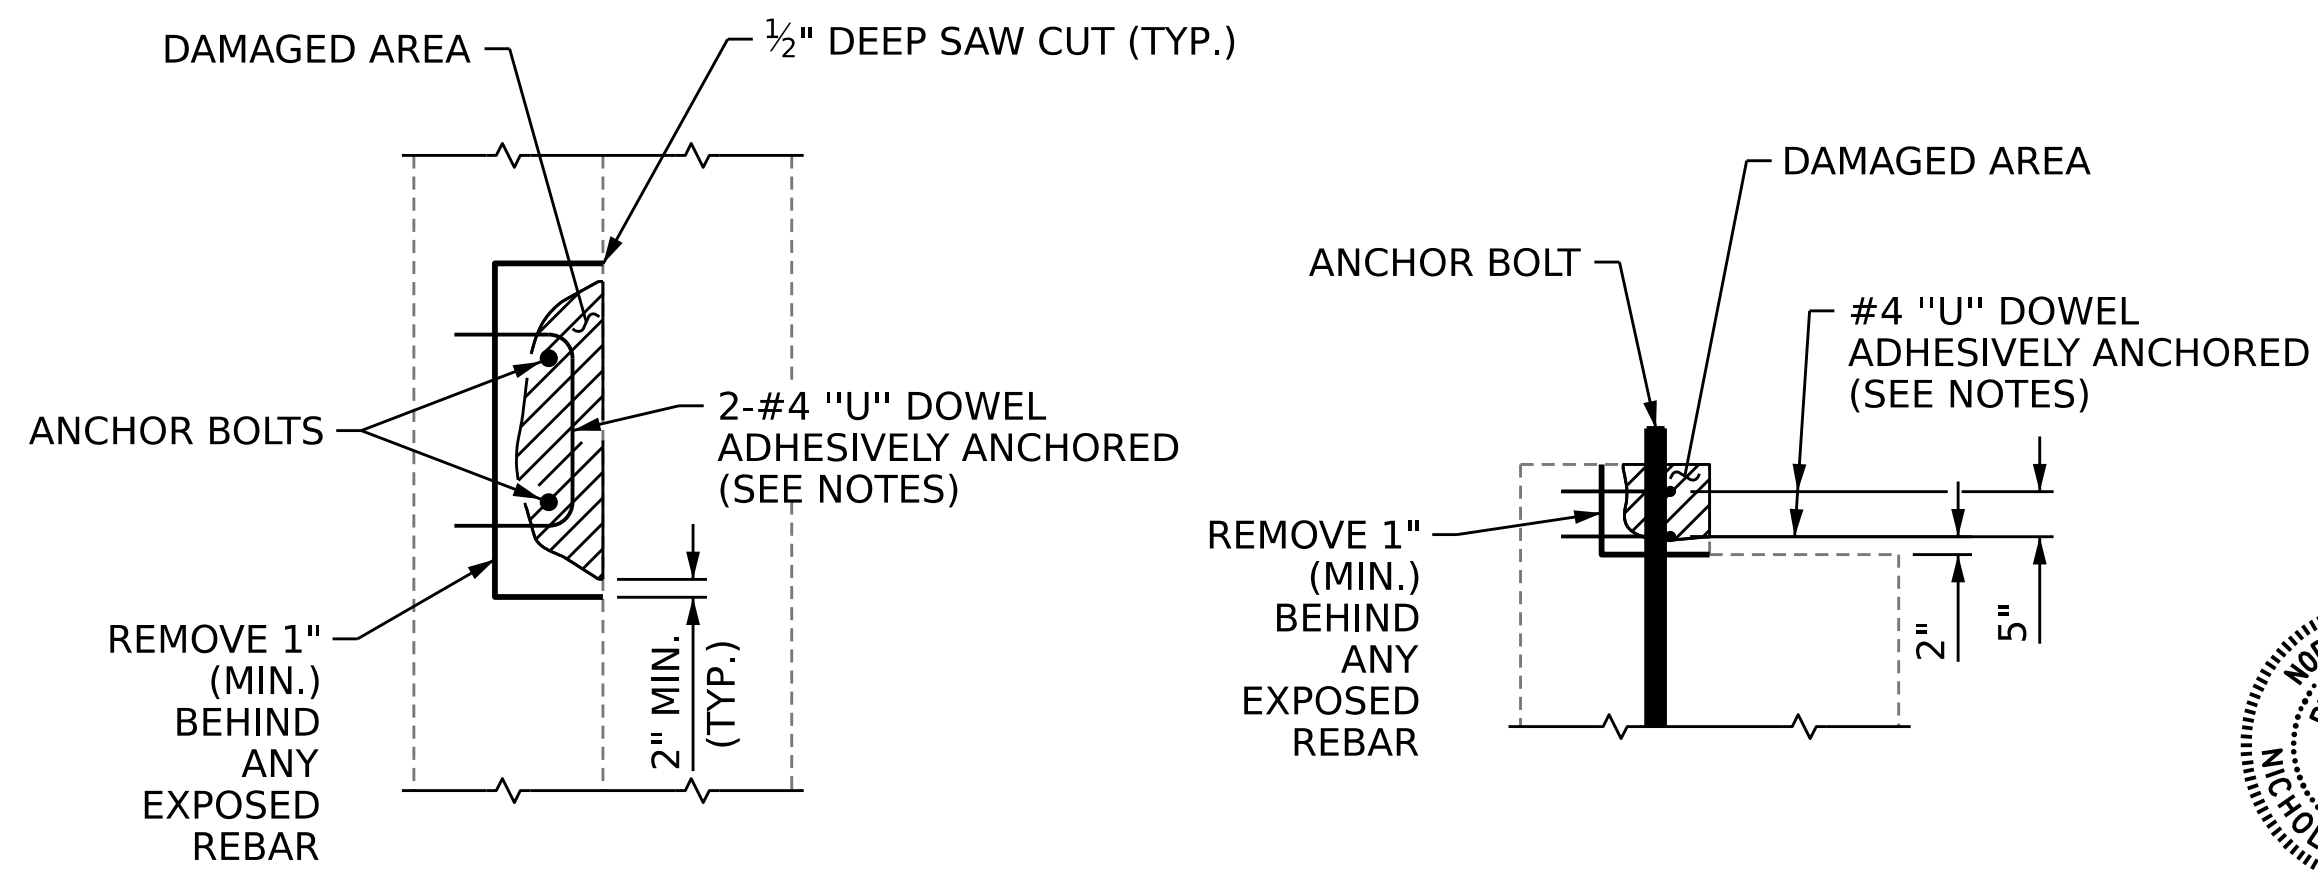 DAMAGED AREA
½" DEEP SAW CUT (TYP.)
ANCHOR BOLTS
2-#4 "U" DOWEL
ADHESIVELY ANCHORED
(SEE NOTES)
REMOVE 1"
(MIN.)
BEHIND
ANY
EXPOSED
REBAR
2" MIN.
(TYP.)
DAMAGED AREA
ANCHOR BOLT
#4 "U" DOWEL
ADHESIVELY ANCHORED
(SEE NOTES)
REMOVE 1"
(MIN.)
BEHIND
ANY
EXPOSED
REBAR
2"
5"